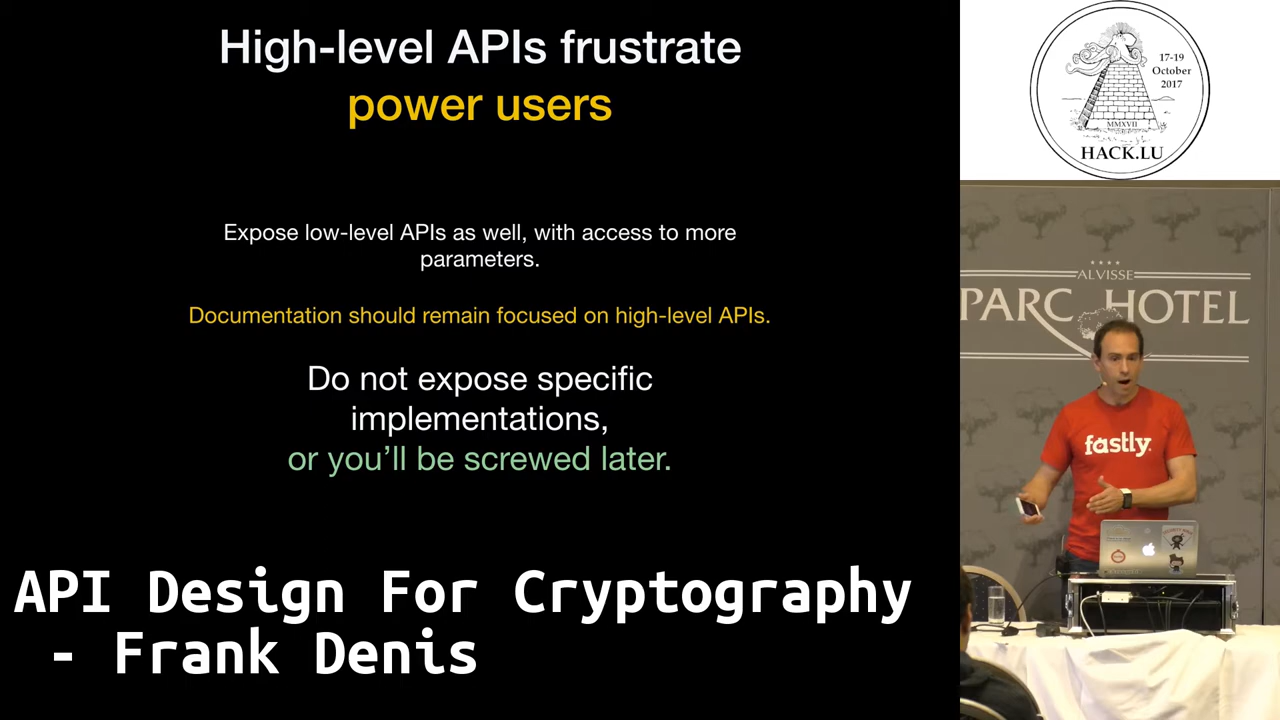 High-level APIs frustrate
power users
Expose low-level APIs as well, with access to more
parameters.
Documentation should remain focused on high-level APIs.
Do not expose specific
implementations,
or you'll be screwed later.
API Design For Cryptography
- Frank Denis
17-19
October
2017
MMXVII
HACK.LU
ALVISSE
PARC HOTEL
fastly.